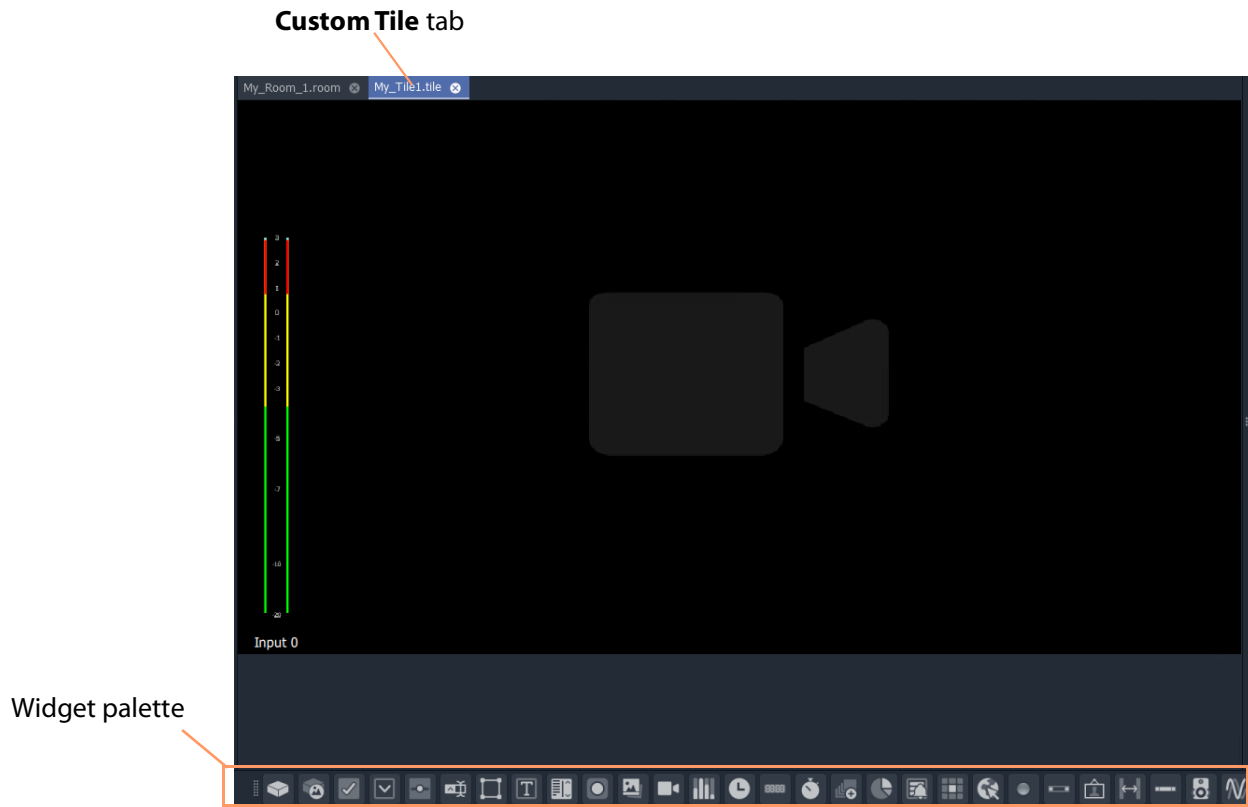 Custom Tile tab
My_Room_1.room
My_Tile1.tile
3
2
1
0
-1
-2
-3
-5
-7
-10
-20
Input 0
Widget palette
T